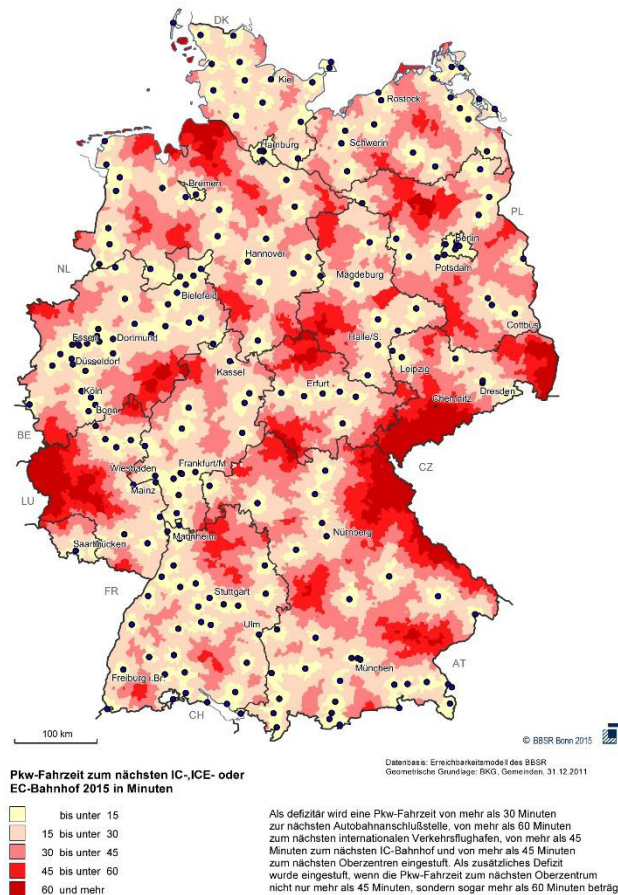 DK
Kiel
Rostock
Hamburg
Schwerin
Bremen
PL
Berlin
Hannover
Potsdam
NL
Magdeburg
Bielefeld
Essen
Dortmund
Halle/S.
Cottbus
Düsseldorf
Kassel
Leipzig
Köln
Erfurt
Dresden
Bonn
Chemnitz
BE
Wiesbaden
Frankfurt/M.
CZ
LU
Mainz
Saarbrücken
Mannheim
Nürnberg
FR
Stuttgart
Ulm
München
AT
Freiburg i.Br.
CH
100 km
© BBSR Bonn 2015
Datenbasis: Erreichbarkeitsmodell des BBSR
Geometrische Grundlage: BKG, Gemeinden, 31.12.2011
Pkw-Fahrzeit zum nächsten IC-,ICE- oder
EC-Bahnhof 2015 in Minuten
bis unter 15
15 bis unter 30
30 bis unter 45
45 bis unter 60
60 und mehr
Als defizitär wird eine Pkw-Fahrzeit von mehr als 30 Minuten
zur nächsten Autobahnanschlußstelle, von mehr als 60 Minuten
zum nächsten internationalen Verkehrsflughafen, von mehr als 45
Minuten zum nächsten IC-Bahnhof und von mehr als 45 Minuten
zum nächsten Oberzentren eingestuft. Als zusätzliches Defizit
wurde eingestuft, wenn die Pkw-Fahrzeit zum nächsten Oberzentrum
nicht nur mehr als 45 Minuten, sondern sogar mehr als 60 Minuten beträg